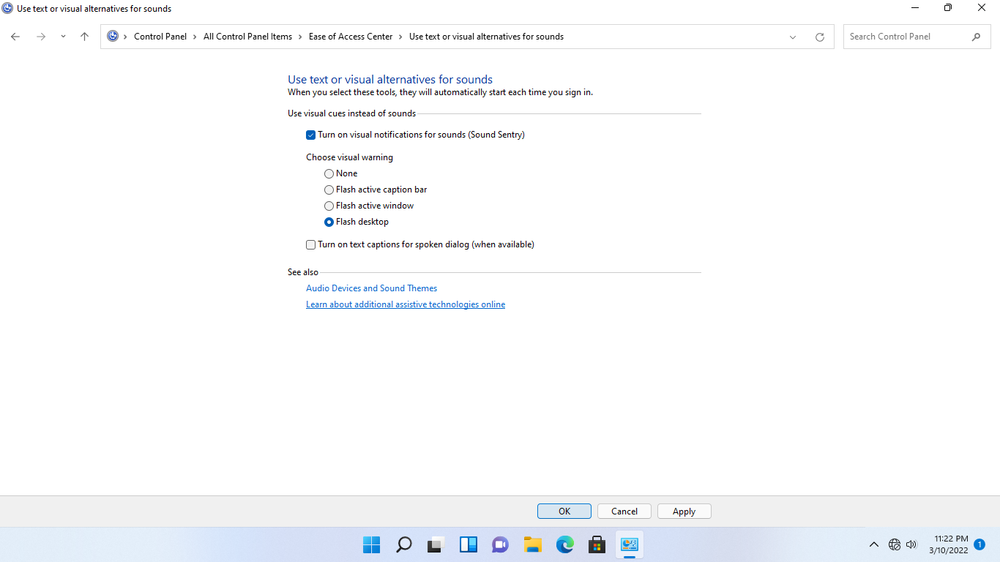 Use text or visual alternatives for sounds
Control Panel > All Control Panel Items > Ease of Access Center > Use text or visual alternatives for sounds
Search Control Panel
Use text or visual alternatives for sounds
When you select these tools, they will automatically start each time you sign in.
Use visual cues instead of sounds
Turn on visual notifications for sounds (Sound Sentry)
Choose visual warning
None
Flash active caption bar
Flash active window
Flash desktop
Turn on text captions for spoken dialog (when available)
See also
Audio Devices and Sound Themes
Learn about additional assistive technologies online
OK Cancel Apply
11:22 PM
3/10/2022 1